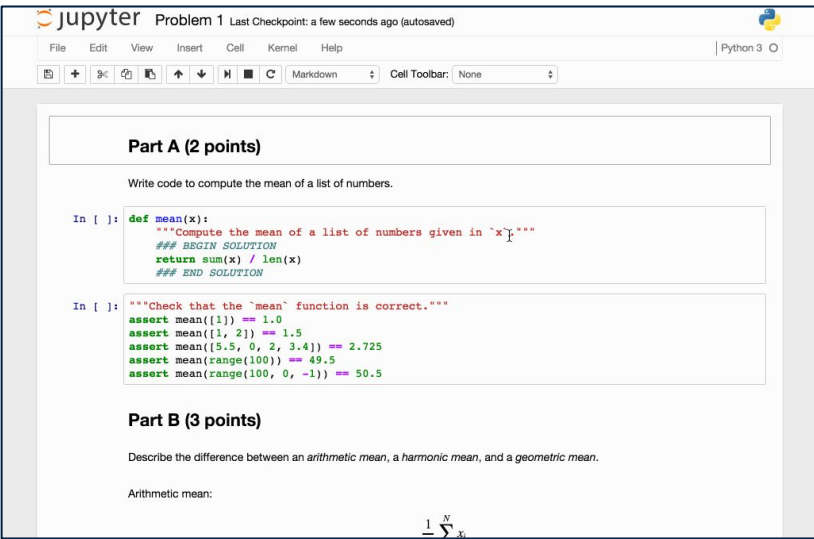 jupyter Problem 1 Last Checkpoint: a few seconds ago (autosaved)
File Edit View Insert Cell Kernel Help Python 3
Markdown Cell Toolbar: None
Part A (2 points)
Write code to compute the mean of a list of numbers.
In [ ]: def mean(x):
"""Compute the mean of a list of numbers given in `x`."""
### BEGIN SOLUTION
return sum(x) / len(x)
### END SOLUTION
In [ ]: """Check that the `mean` function is correct."""
assert mean([1]) == 1.0
assert mean([1, 2]) == 1.5
assert mean([5.5, 0, 2, 3.4]) == 2.725
assert mean(range(100)) == 49.5
assert mean(range(100, 0, -1)) == 50.5
Part B (3 points)
Describe the difference between an arithmetic mean, a harmonic mean, and a geometric mean.
Arithmetic mean:
1 N
∑ xᵢ